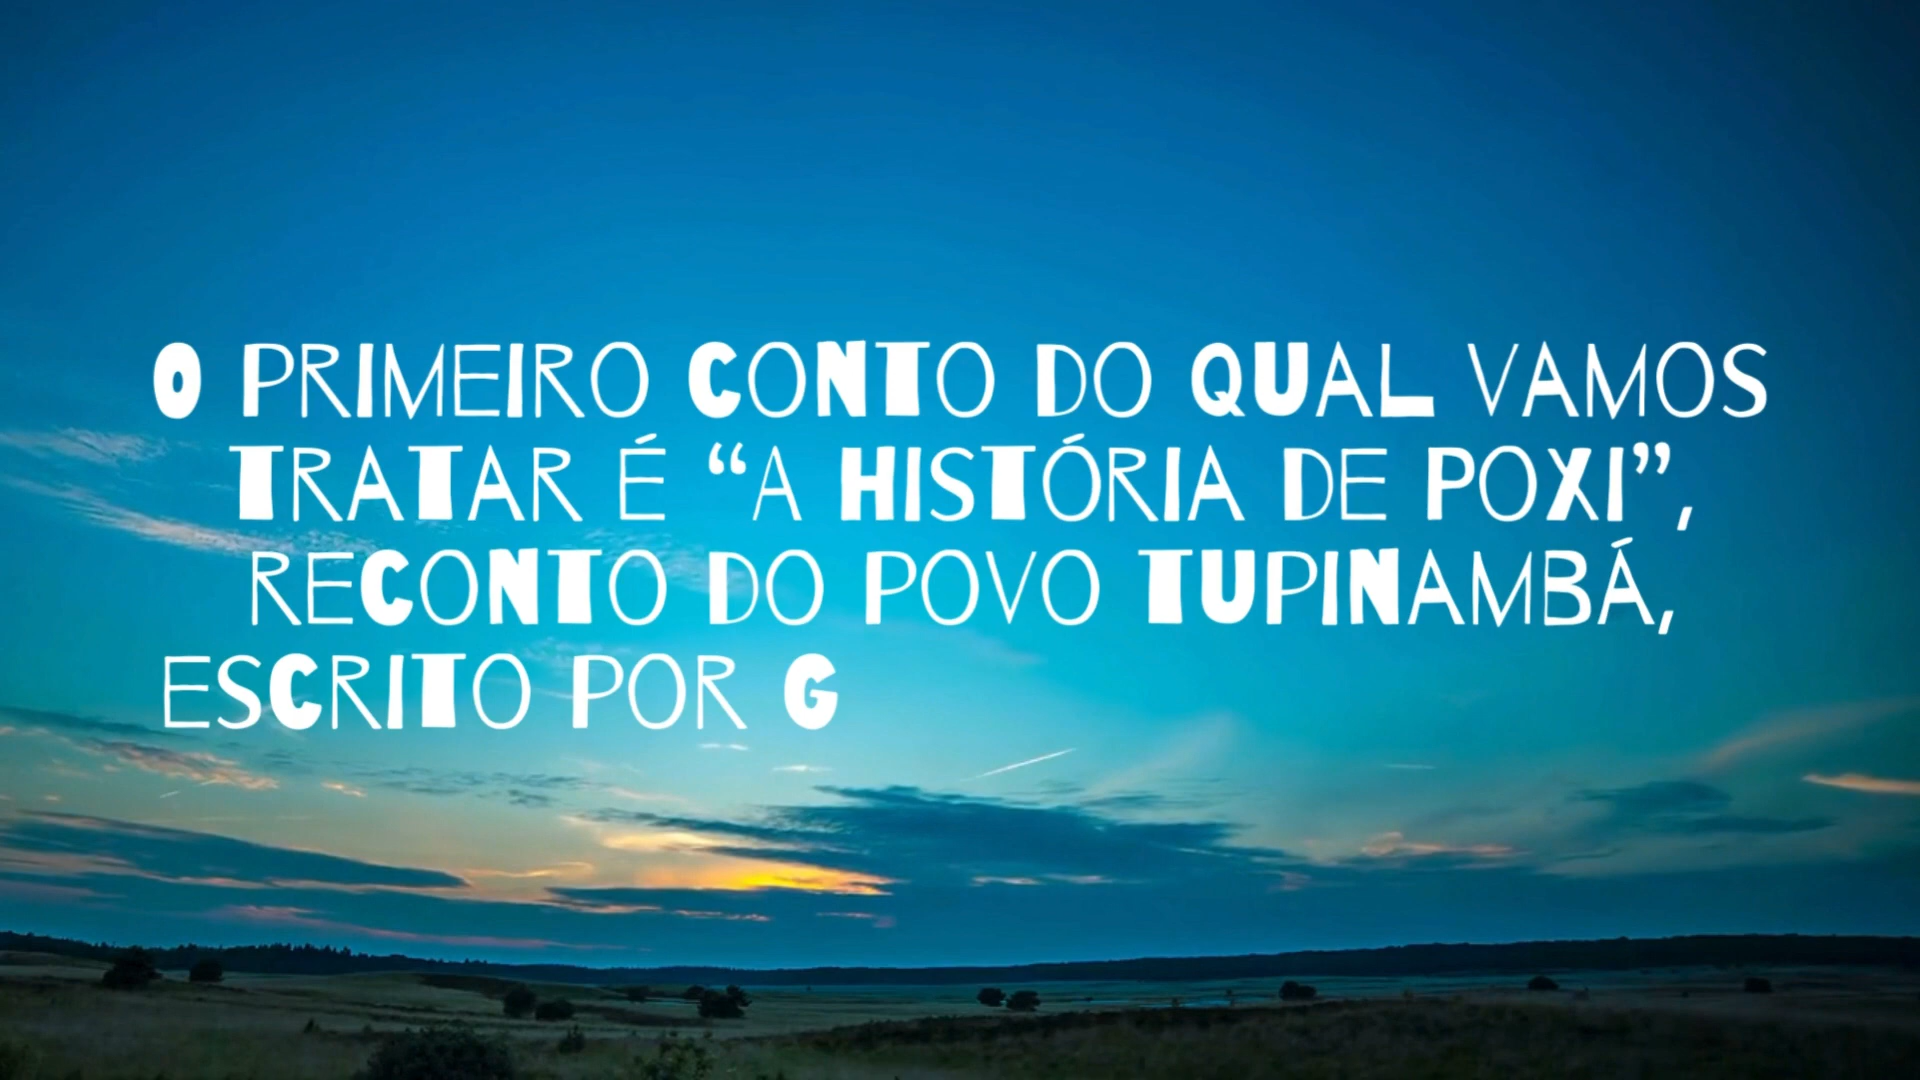 O PRIMEIRO CONTO DO QUAL VAMOS
TRATAR É “A HISTÓRIA DE POXI”,
RECONTO DO POVO TUPINAMBÁ,
ESCRITO POR G